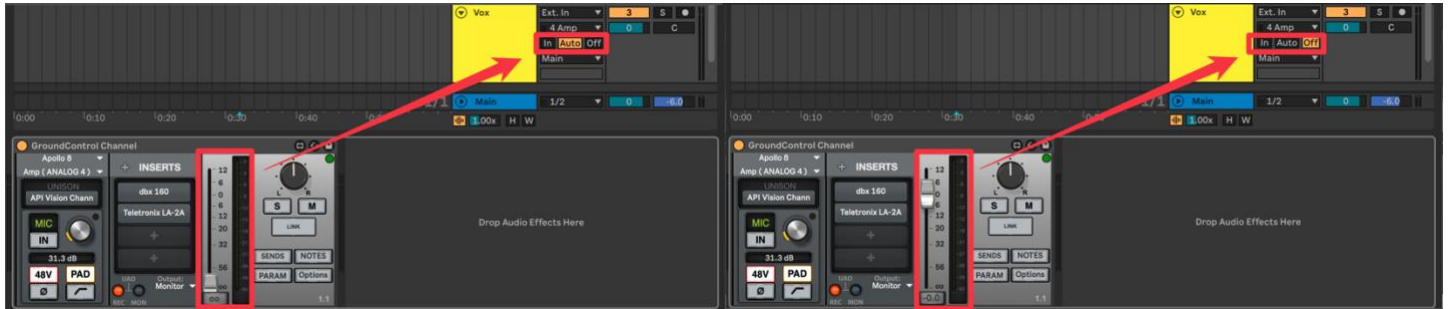 Vox Ext. In 3 S
4 Amp 0 C
In Auto Off
Main
1/1 Main 1/2 0 -6.0
0:00 0:10 0:20 0:30 0:40
1.00x H W
GroundControl Channel
Apollo 8
Amp ( ANALOG 4 )
UNISON
API Vision Chann
MIC
IN
31.3 dB
48V PAD
Ø
+ INSERTS
dbx 160
Teletronix LA-2A
+
+
UAD Output:
Monitor
REC MON
12
6
0
6
12
20
32
56
∞
∞
L R
S M
LINK
SENDS NOTES
PARAM Options
1.1
Drop Audio Effects Here
Vox Ext. In 3 S
4 Amp 0 C
In Auto Off
Main
1/1 Main 1/2 0 -6.0
0:00 0:10 0:20 0:30 0:40
1.00x H W
GroundControl Channel
Apollo 8
Amp ( ANALOG 4 )
UNISON
API Vision Chann
MIC
IN
31.3 dB
48V PAD
Ø
+ INSERTS
dbx 160
Teletronix LA-2A
+
+
UAD Output:
Monitor
REC MON
12
6
0
6
12
20
32
56
∞
-0.0
L R
S M
LINK
SENDS NOTES
PARAM Options
1.1
Drop Audio Effects Here